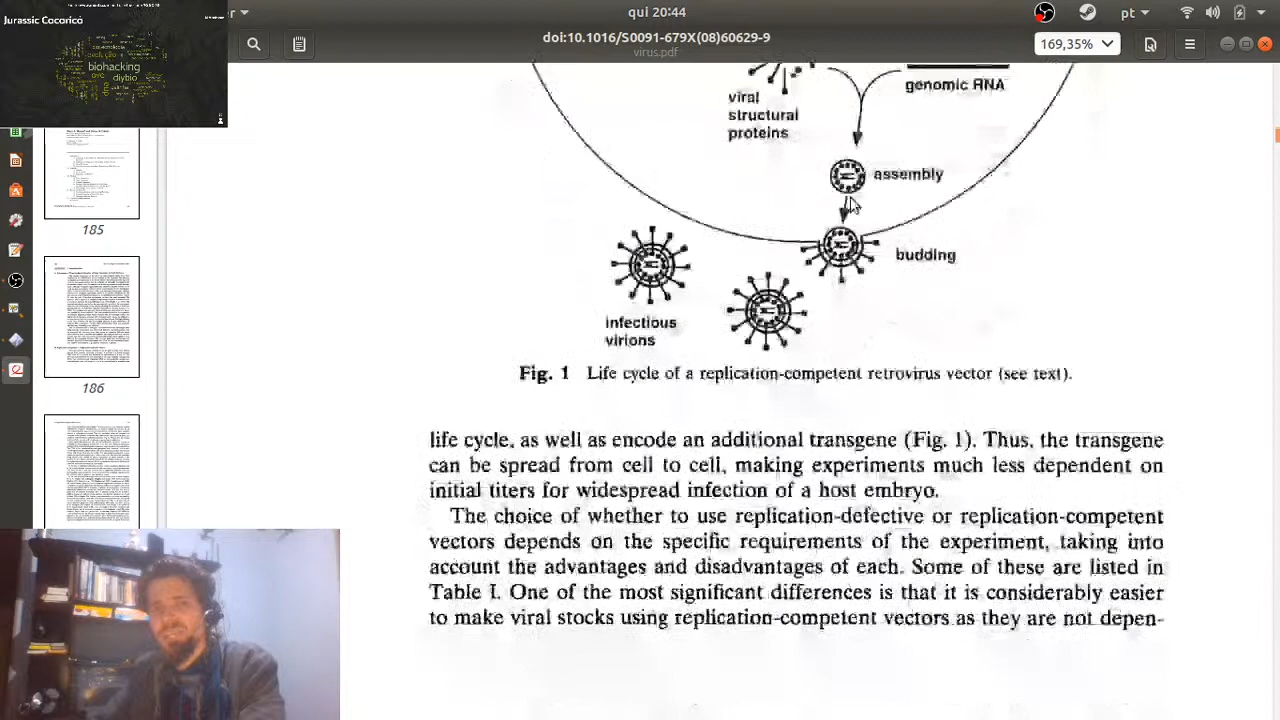 Jurassic Cacoricó
biohacking
diybio
ovo
dna
qui 20:44
pt
doi:10.1016/S0091-679X(08)60629-9
virus.pdf
169,35%
185
186
viral
structural
proteins
genomic RNA
assembly
budding
infectious
virions
Fig. 1 Life cycle of a replication-competent retrovirus vector (see text).
life cycle, as well as encode an additional transgene (Fig. 1). Thus, the transgene
can be spread from cell to cell, making experiments much less dependent on
initial titer for widespread infection of a host embryo.
The choice of whether to use replication-defective or replication-competent
vectors depends on the specific requirements of the experiment, taking into
account the advantages and disadvantages of each. Some of these are listed in
Table I. One of the most significant differences is that it is considerably easier
to make viral stocks using replication-competent vectors as they are not depen-